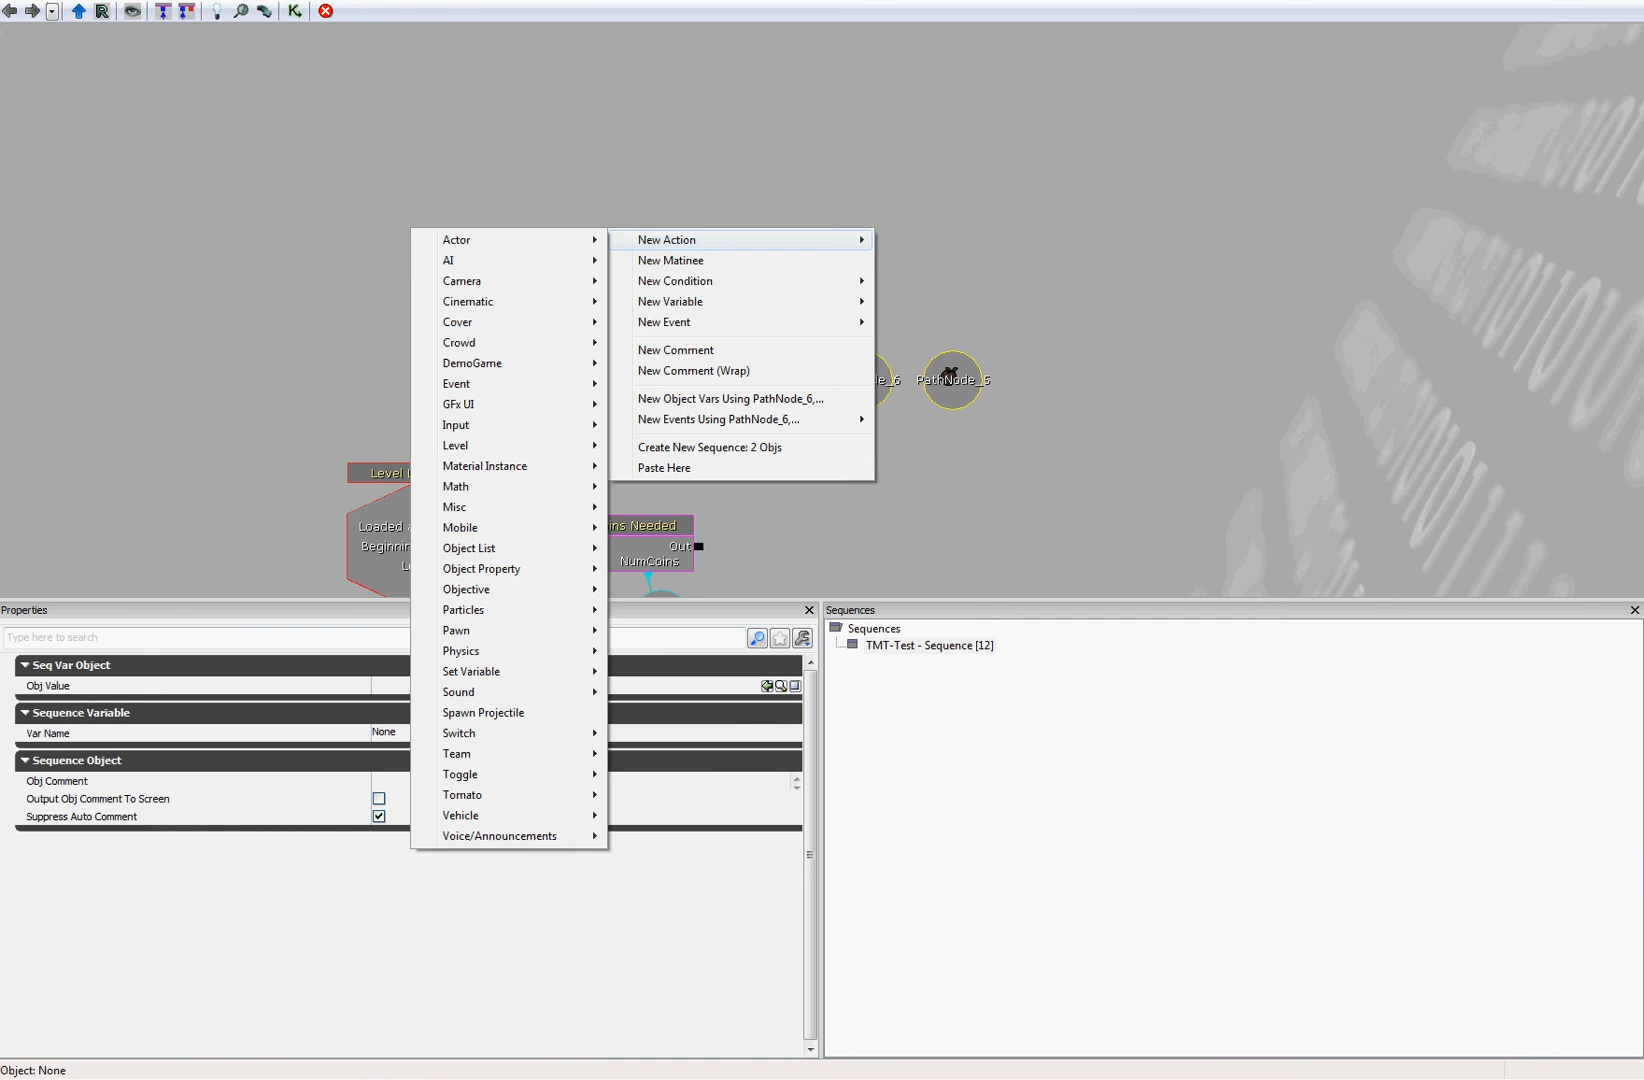 Actor
AI
Camera
Cinematic
Cover
Crowd
DemoGame
Event
GFx UI
Input
Level
Material Instance
Math
Misc
Mobile
Object List
Object Property
Objective
Particles
Pawn
Physics
Set Variable
Sound
Spawn Projectile
Switch
Team
Toggle
Tornato
Vehicle
Voice/Announcements
New Action
New Matinee
New Condition
New Variable
New Event
New Comment
New Comment (Wrap)
New Object Vars Using PathNode_6,...
New Events Using PathNode_6,...
Create New Sequence: 2 Objs
Paste Here
PathNode_5
Level
Loaded
Beginnin
ins Needed
Out
NumCoins
Properties
Type here to search
Seq Var Object
Obj Value
Sequence Variable
Var Name None
Sequence Object
Obj Comment
Output Obj Comment To Screen
Suppress Auto Comment
Sequences
Sequences
TMT-Test - Sequence [12]
Object: None